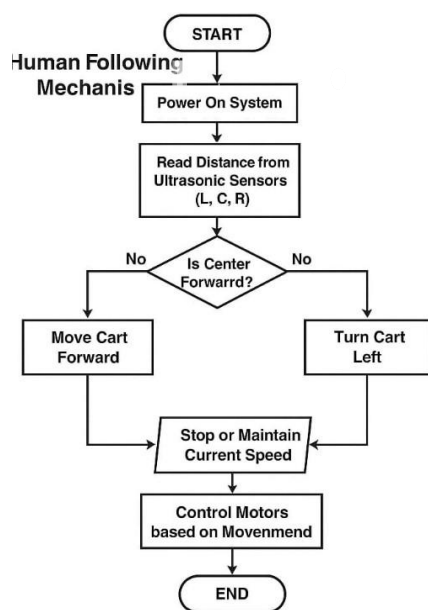 START
Human Following
Mechanis
Power On System
Read Distance from
Ultrasonic Sensors
(L, C, R)
Is Center
Forwarrd?
No
No
Move Cart
Forward
Turn Cart
Left
Stop or Maintain
Current Speed
Control Motors
based on Movenmend
END